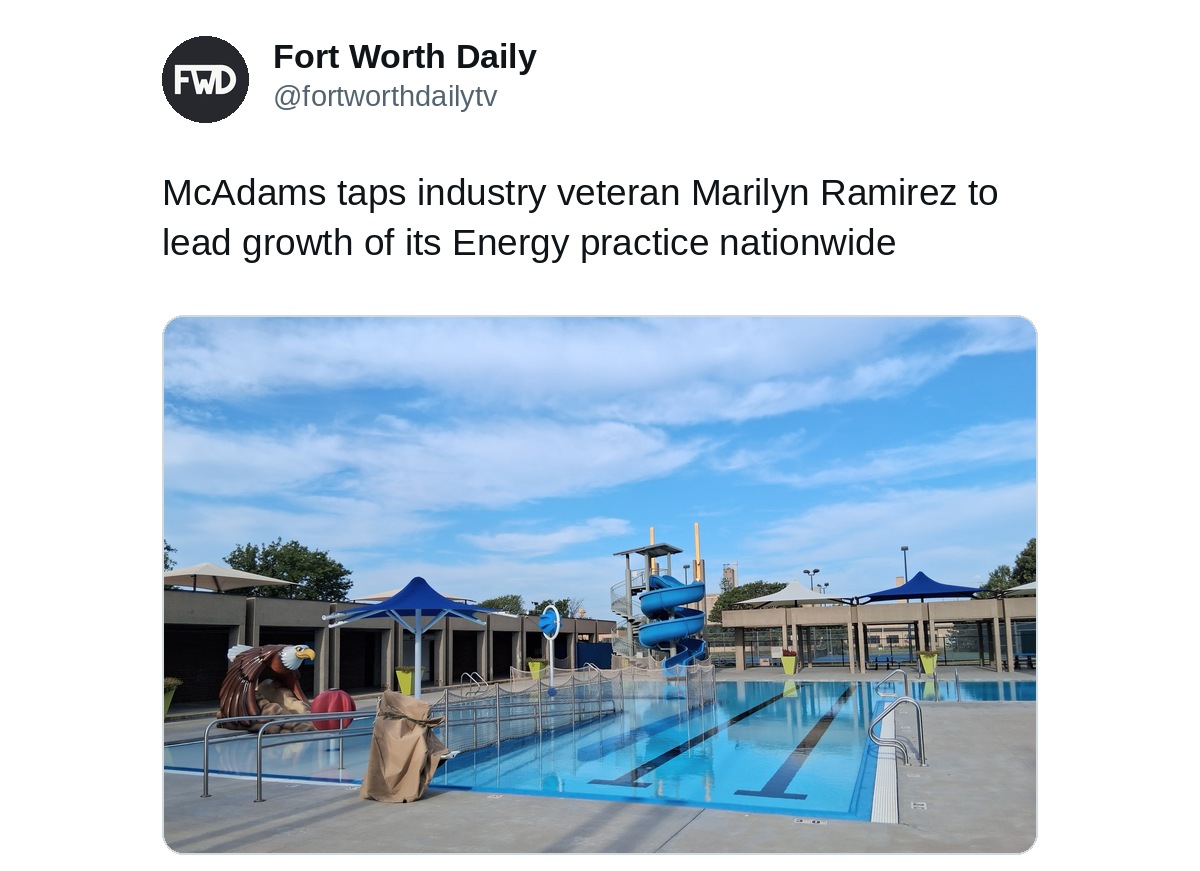 FWD
Fort Worth Daily
@fortworthdailytv
McAdams taps industry veteran Marilyn Ramirez to
lead growth of its Energy practice nationwide